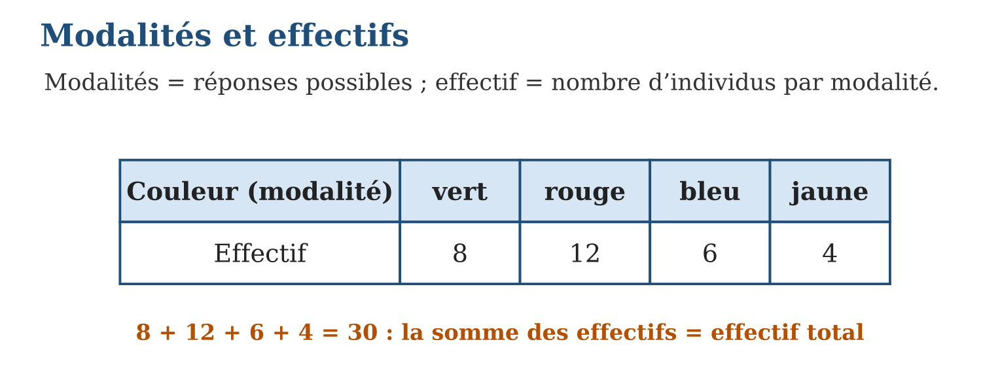 Modalités et effectifs
Modalités = réponses possibles ; effectif = nombre d’individus par modalité.
Couleur (modalité) vert rouge bleu jaune
Effectif 8 12 6 4
8 + 12 + 6 + 4 = 30 : la somme des effectifs = effectif total